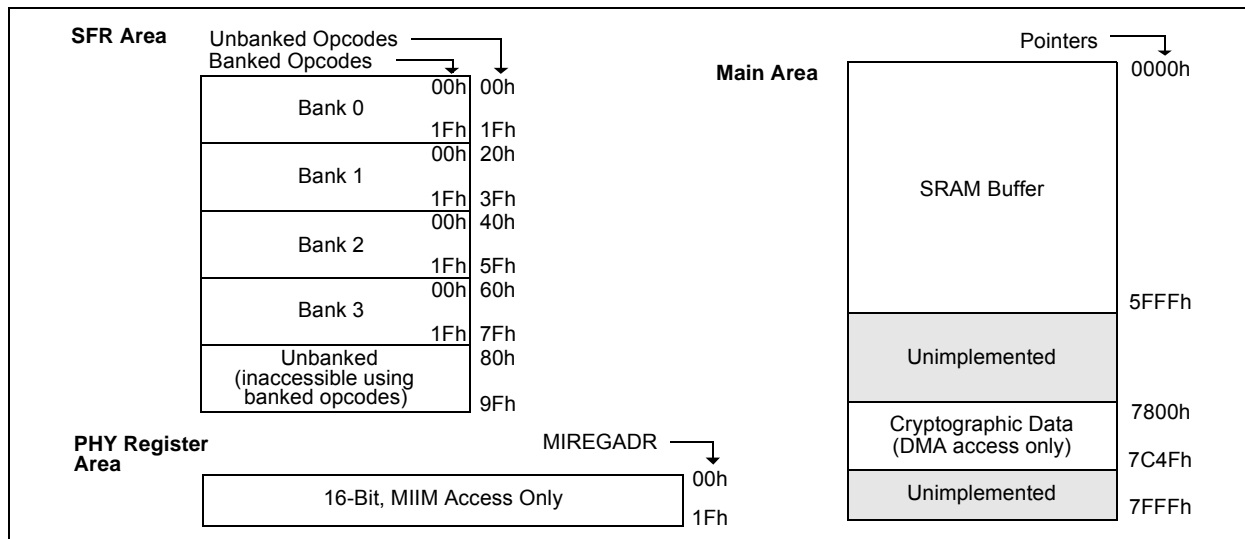 SFR Area
Unbanked Opcodes
Banked Opcodes
00h 00h
Bank 0
1Fh 1Fh
00h 20h
Bank 1
1Fh 3Fh
00h 40h
Bank 2
1Fh 5Fh
00h 60h
Bank 3
1Fh 7Fh
Unbanked 80h
(inaccessible using
banked opcodes) 9Fh
PHY Register
Area
MIREGADR
00h
16-Bit, MIIM Access Only
1Fh
Pointers
Main Area
0000h
SRAM Buffer
5FFFh
Unimplemented
7800h
Cryptographic Data
(DMA access only)
7C4Fh
Unimplemented
7FFFh